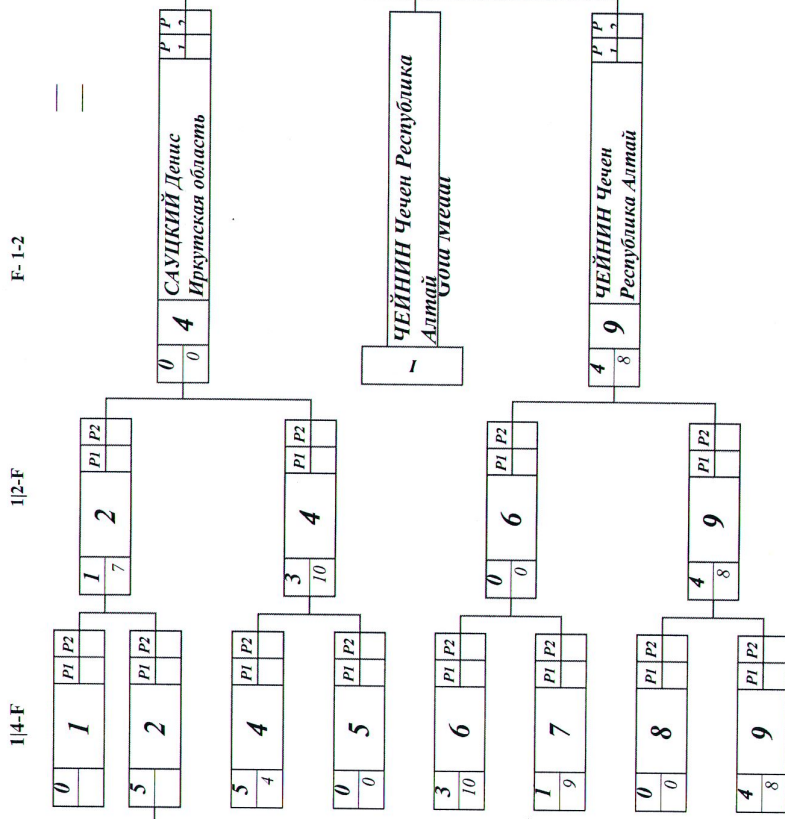 1|4-F
1|2-F
F-1-2
0
1
P1 P2
1
7
2
P1 P2
5
2
P1 P2
0
0
4
САУЦКИЙ Денис
Иркутская область
P P
1 2
5
4
4
P1 P2
3
10
4
P1 P2
0
0
5
P1 P2
I
ЧЕЙНИН Чечен Республика
Алтай
Gold Medal
3
10
6
P1 P2
0
0
6
P1 P2
1
9
7
P1 P2
4
8
9
ЧЕЙНИН Чечен
Республика Алтай
P P
1 2
0
0
8
P1 P2
4
8
9
P1 P2
4
8
9
P1 P2